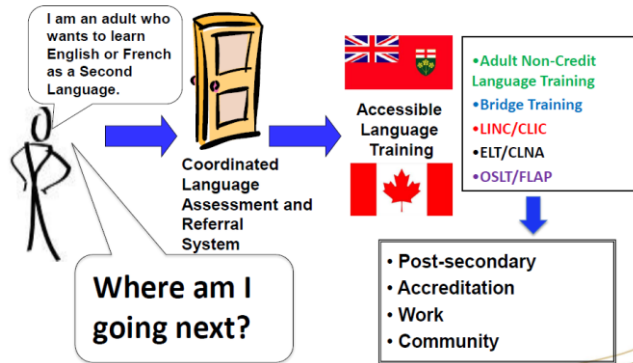 I am an adult who
wants to learn
English or French
as a Second
Language.
Coordinated
Language
Assessment and
Referral
System
Where am I
going next?
Accessible
Language
Training
•Adult Non-Credit
Language Training
•Bridge Training
•LINC/CLIC
•ELT/CLNA
•OSLT/FLAP
• Post-secondary
• Accreditation
• Work
• Community